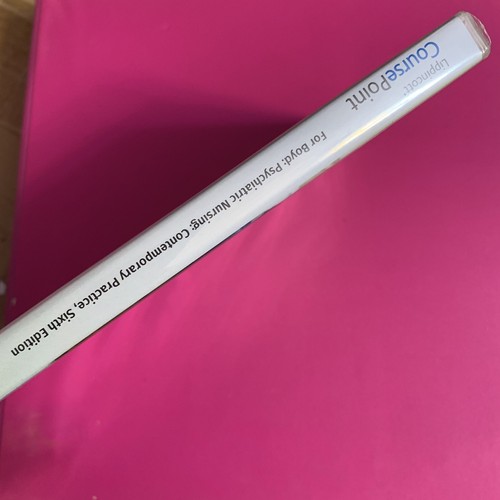 Lippincott®
CoursePoint
For Boyd: Psychiatric Nursing: Contemporary Practice, Sixth Edition